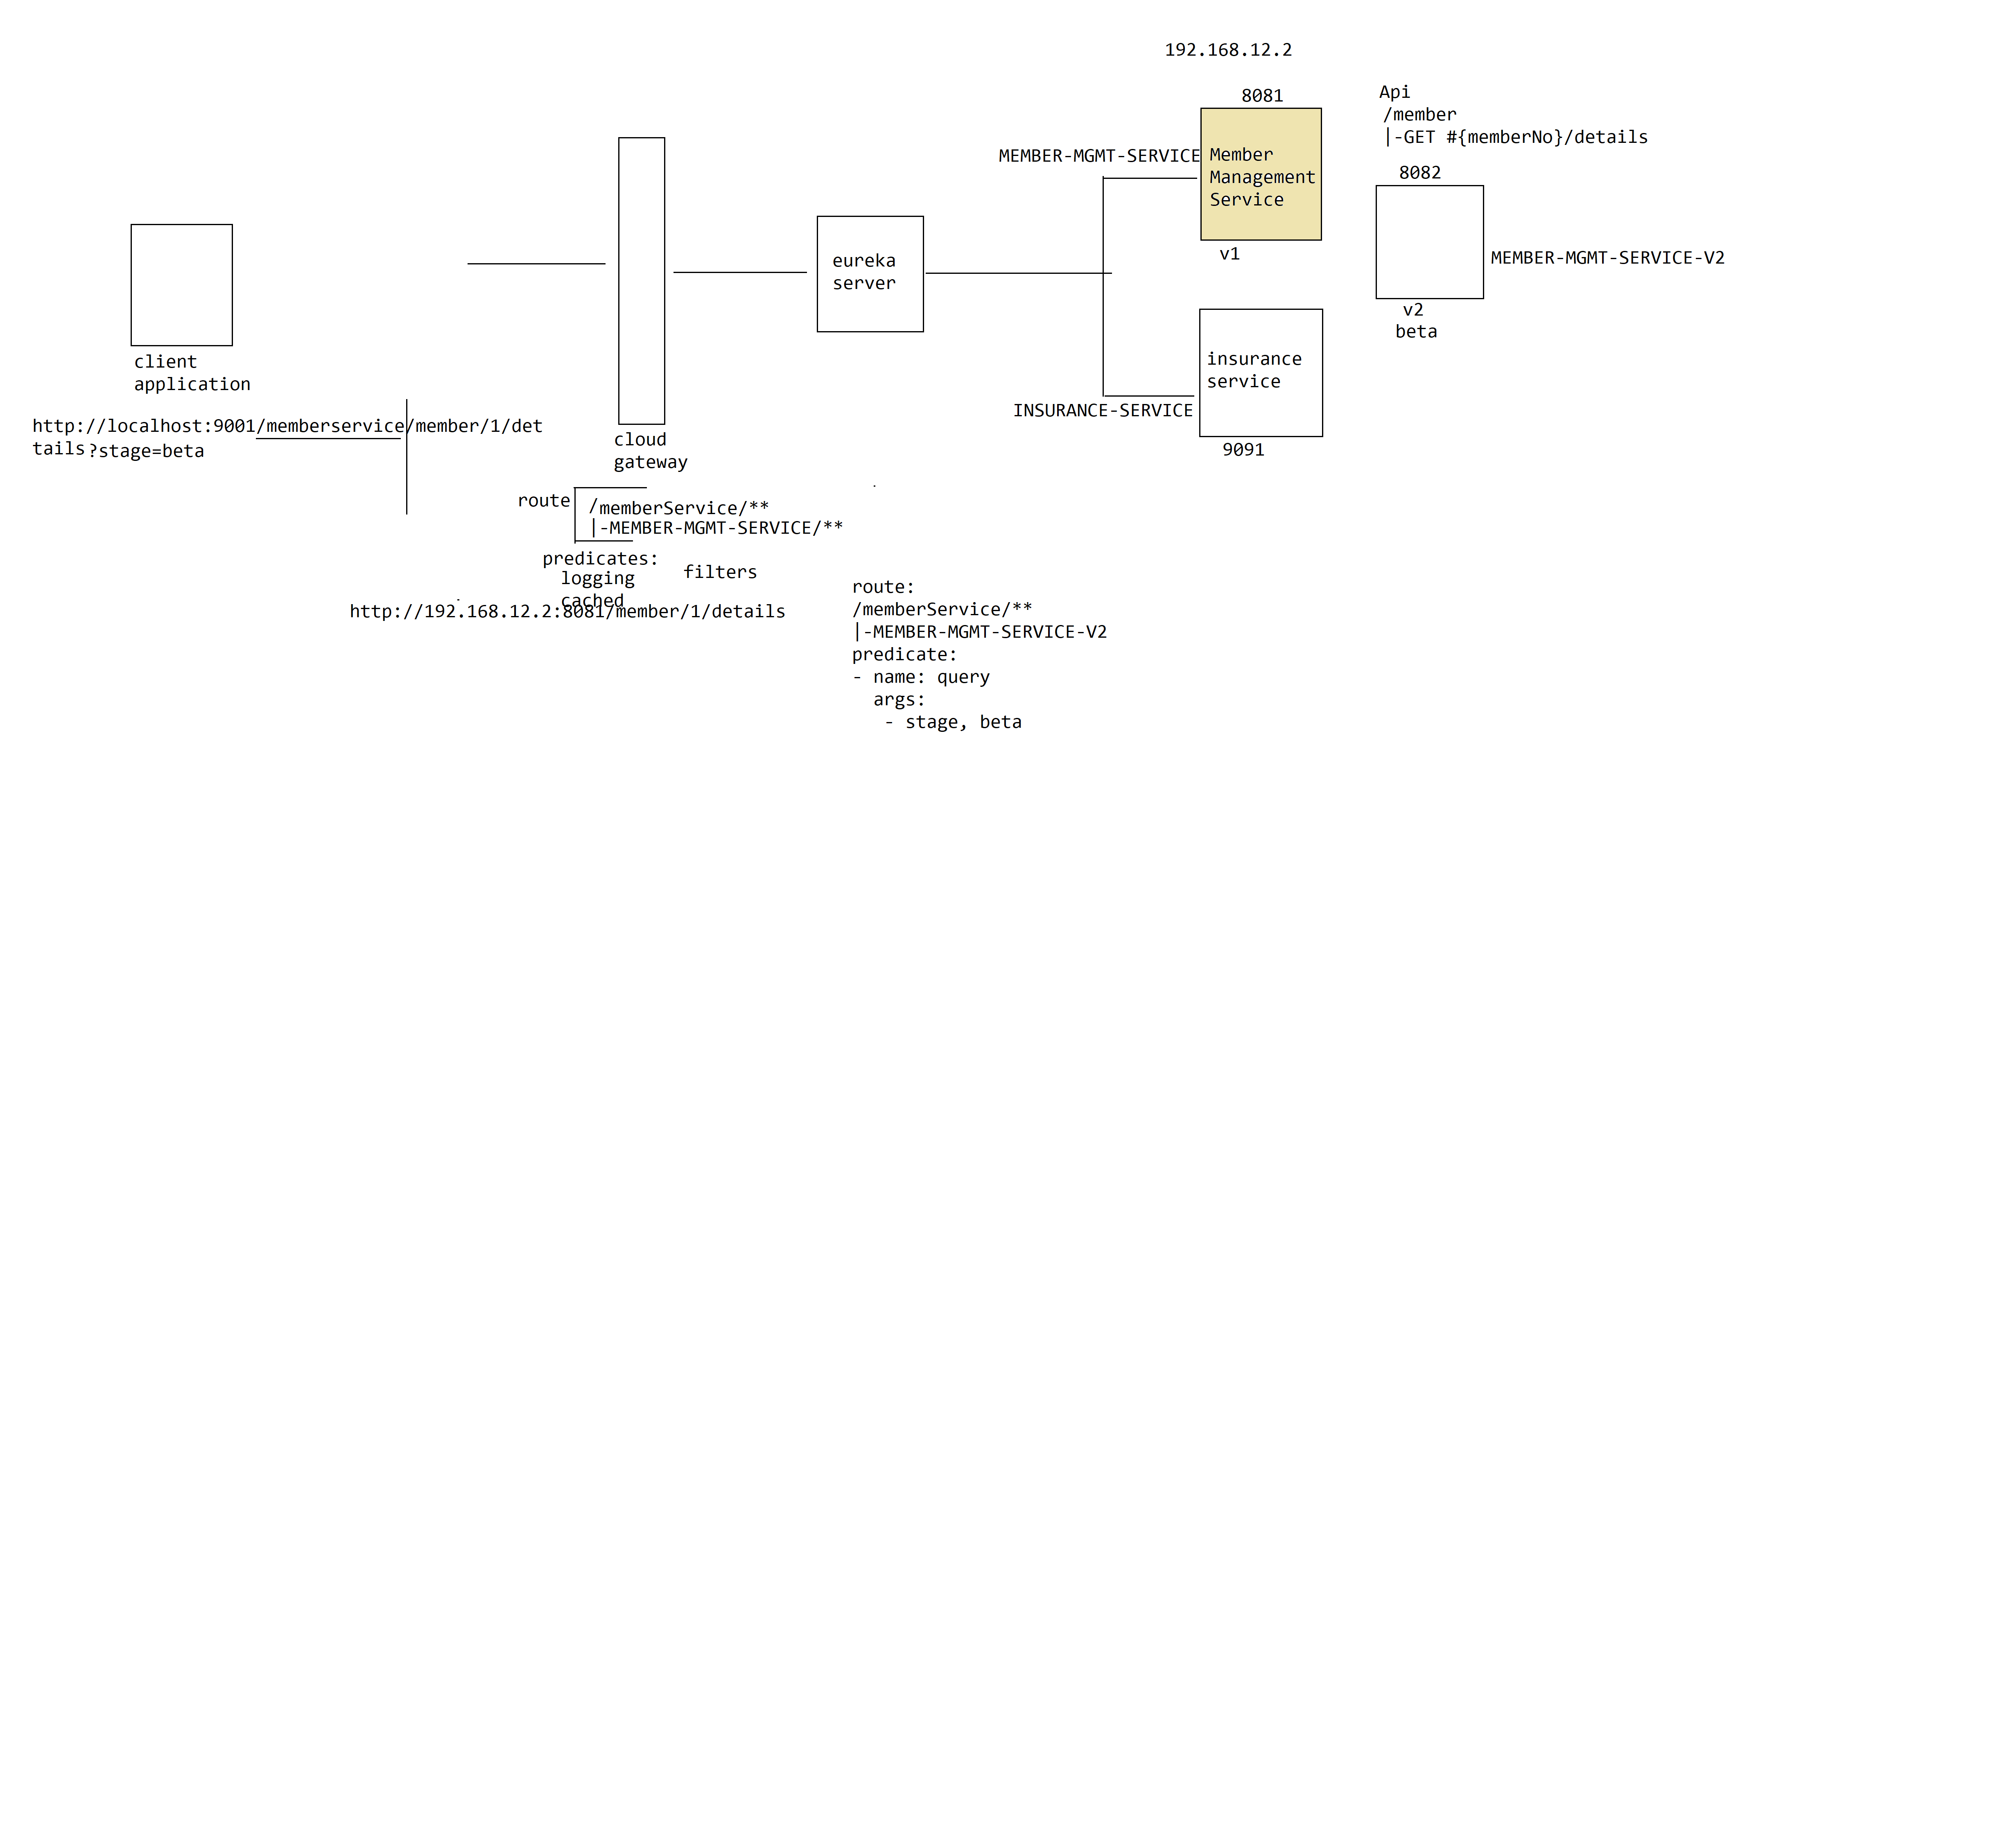 192.168.12.2
8081
Api
/member
|-GET #{memberNo}/details
MEMBER-MGMT-SERVICE
Member
Management
Service
v1
8082
MEMBER-MGMT-SERVICE-V2
v2
beta
eureka
server
client
application
insurance
service
INSURANCE-SERVICE
9091
http://localhost:9001/memberservice/member/1/det
tails?stage=beta
cloud
gateway
route
/memberService/**
|-MEMBER-MGMT-SERVICE/**
predicates:
filters
logging
cached
http://192.168.12.2:8081/member/1/details
route:
/memberService/**
|-MEMBER-MGMT-SERVICE-V2
predicate:
- name: query
args:
- stage, beta